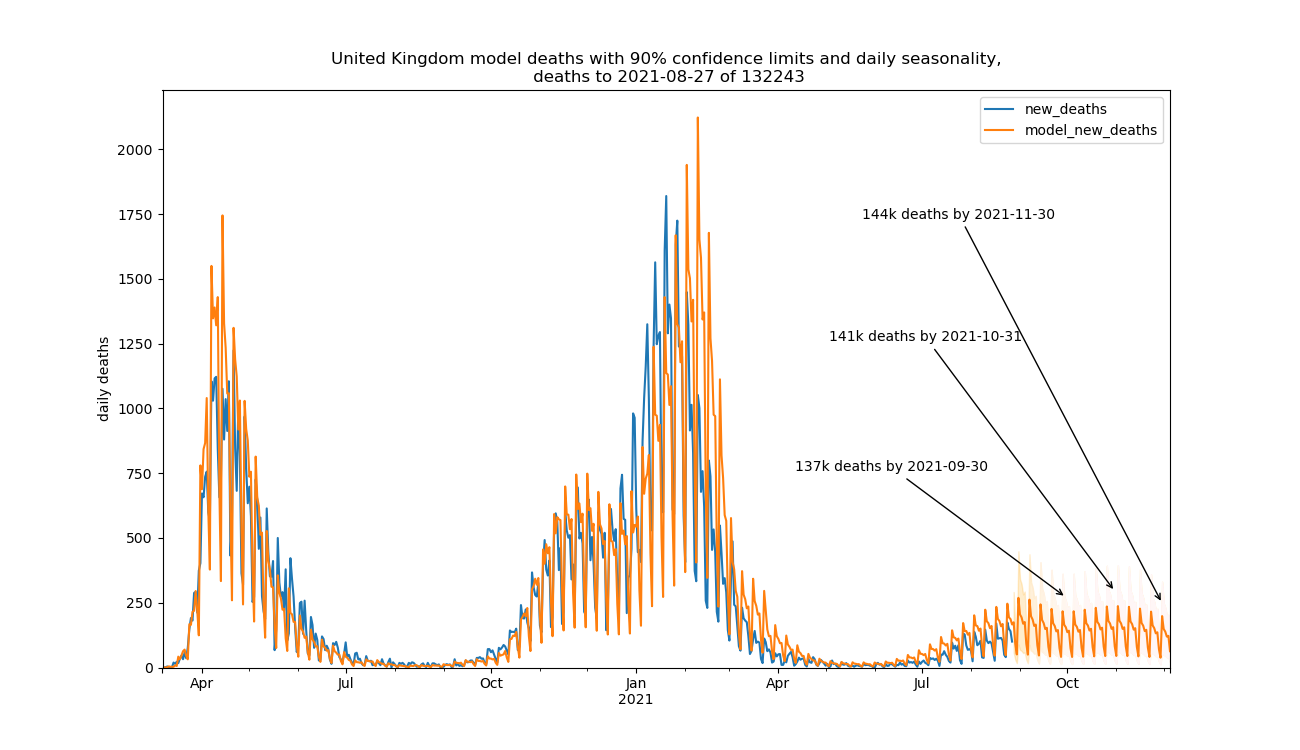 United Kingdom model deaths with 90% confidence limits and daily seasonality,
deaths to 2021-08-27 of 132243
new_deaths
model_new_deaths
daily deaths
2000
1750
1500
1250
1000
750
500
250
0
144k deaths by 2021-11-30
141k deaths by 2021-10-31
137k deaths by 2021-09-30
Apr
Jul
Oct
Jan
2021
Apr
Jul
Oct